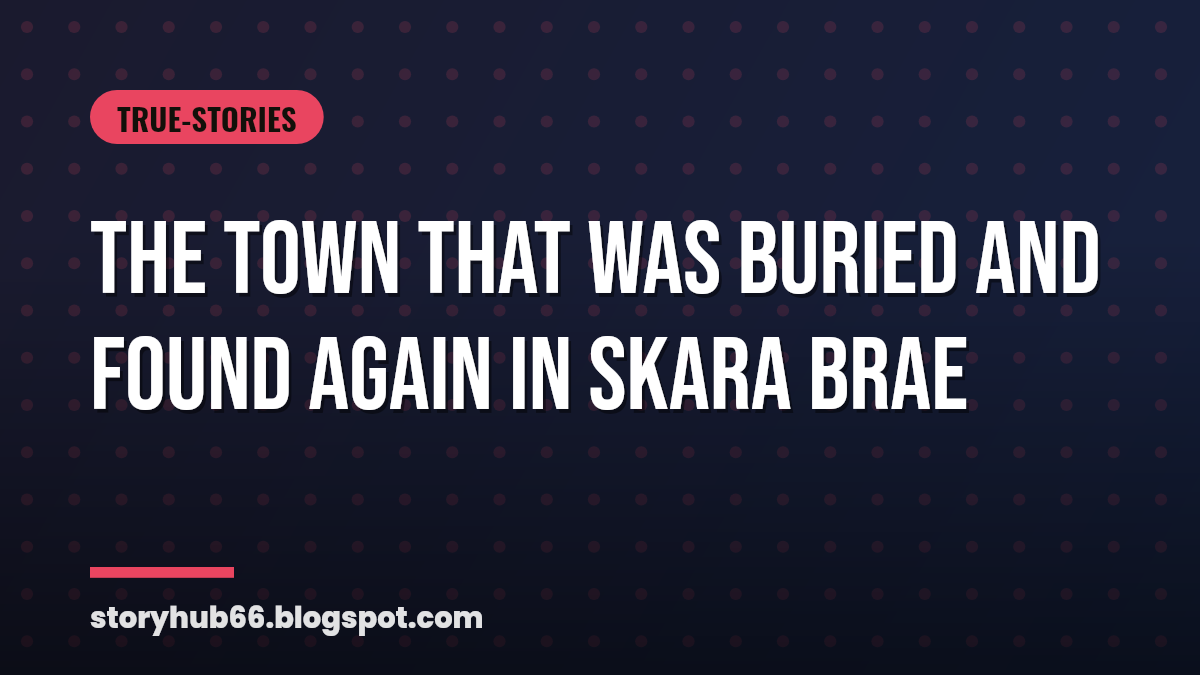 TRUE-STORIES
THE TOWN THAT WAS BURIED AND
FOUND AGAIN IN SKARA BRAE
storyhub66.blogspot.com